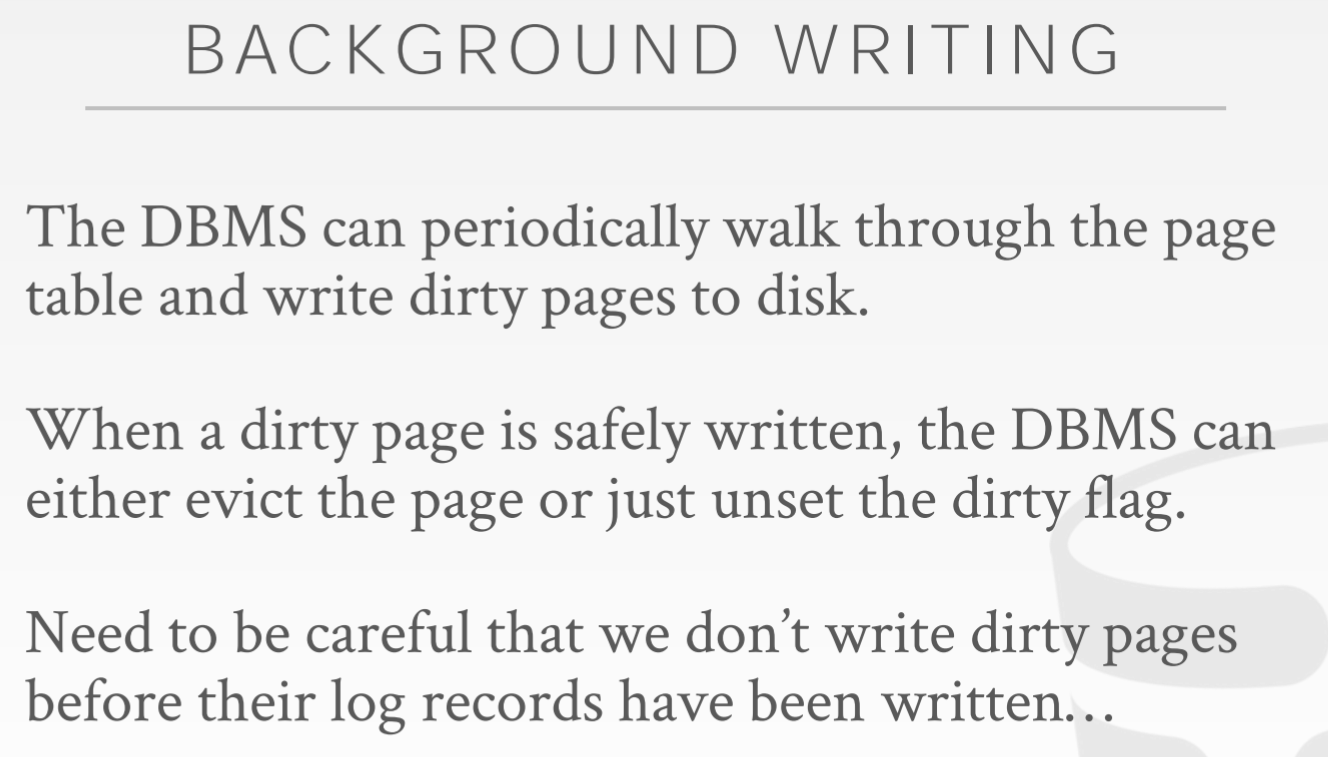 BACKGROUND WRITING
The DBMS can periodically walk through the page
table and write dirty pages to disk.
When a dirty page is safely written, the DBMS can
either evict the page or just unset the dirty flag.
Need to be careful that we don’t write dirty pages
before their log records have been written…